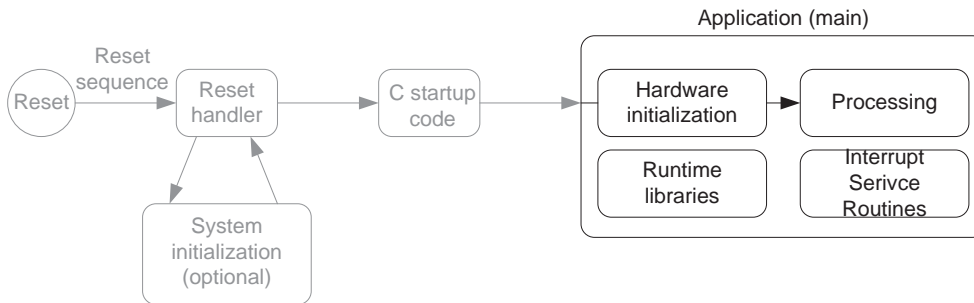 Application (main)
Reset
sequence
Reset
Reset
handler
C startup
code
Hardware
initialization
Processing
Runtime
libraries
Interrupt
Serivce
Routines
System
initialization
(optional)